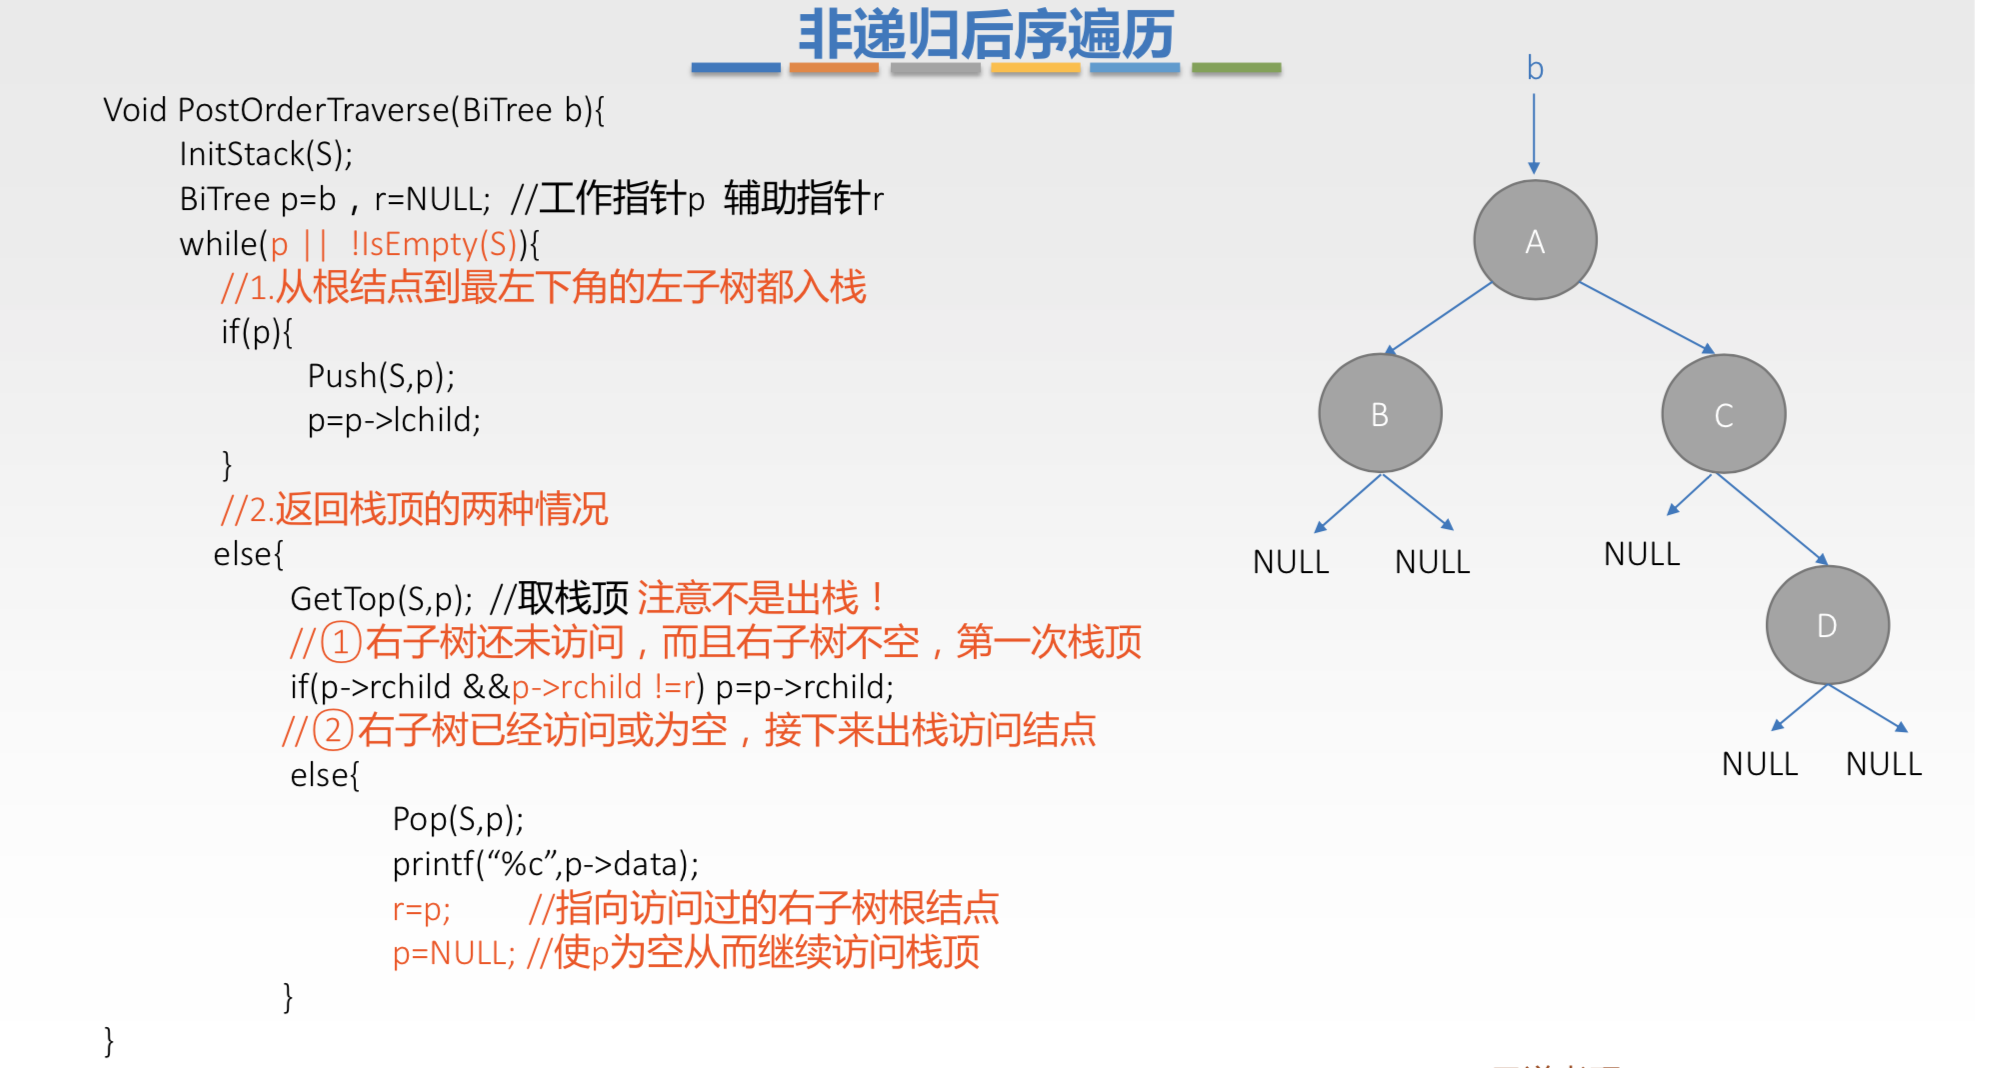 非递归后序遍历
Void PostOrderTraverse(BiTree b){
InitStack(S);
BiTree p=b，r=NULL; //工作指针p 辅助指针r
while(p || !IsEmpty(S)){
//1.从根结点到最左下角的左子树都入栈
if(p){
Push(S,p);
p=p->lchild;
}
//2.返回栈顶的两种情况
else{
GetTop(S,p); //取栈顶 注意不是出栈！
//①右子树还未访问，而且右子树不空，第一次栈顶
if(p->rchild &&p->rchild !=r) p=p->rchild;
//②右子树已经访问或为空，接下来出栈访问结点
else{
Pop(S,p);
printf(“%c”,p->data);
r=p; //指向访问过的右子树根结点
p=NULL; //使p为空从而继续访问栈顶
}
}
b
A
B
C
NULL
NULL
NULL
D
NULL
NULL